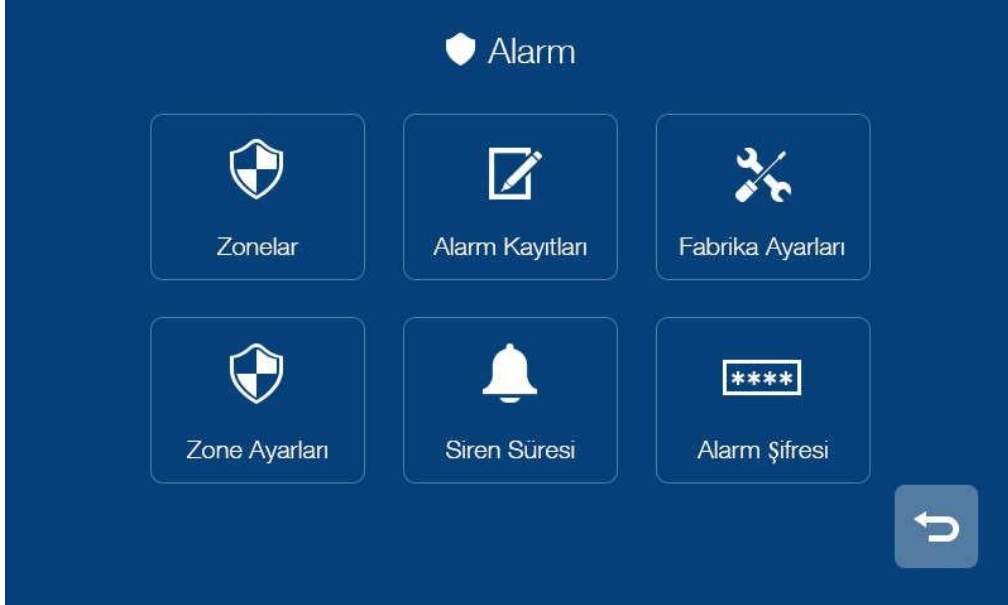 Alarm
Zonelar
Alarm Kayıtları
Fabrika Ayarları
Zone Ayarları
Siren Süresi
****
Alarm Şifresi